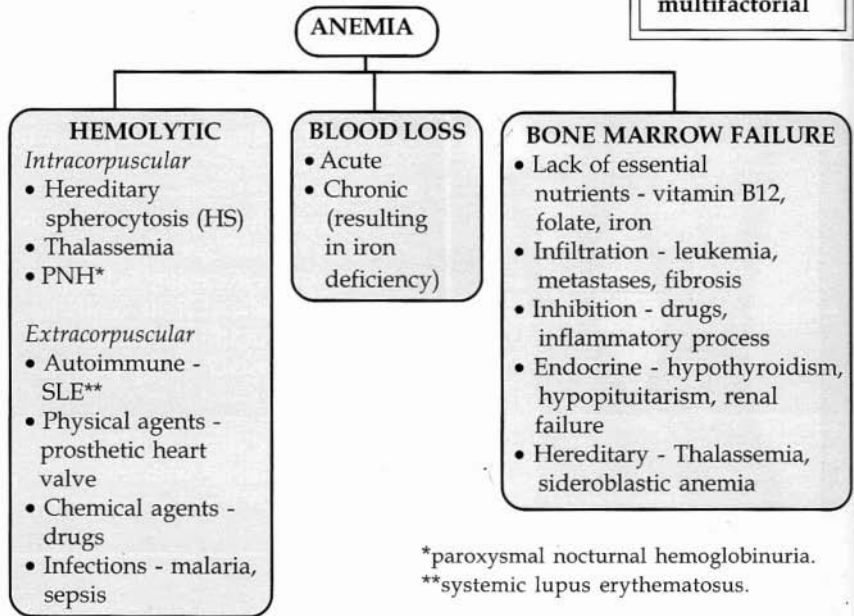 multifactorial
ANEMIA
HEMOLYTIC
Intracorpuscular
• Hereditary
spherocytosis (HS)
• Thalassemia
• PNH*
Extracorpuscular
• Autoimmune -
SLE**
• Physical agents -
prosthetic heart
valve
• Chemical agents -
drugs
• Infections - malaria,
sepsis
BLOOD LOSS
• Acute
• Chronic
(resulting
in iron
deficiency)
BONE MARROW FAILURE
• Lack of essential
nutrients - vitamin B12,
folate, iron
• Infiltration - leukemia,
metastases, fibrosis
• Inhibition - drugs,
inflammatory process
• Endocrine - hypothyroidism,
hypopituitarism, renal
failure
• Hereditary - Thalassemia,
sideroblastic anemia
*paroxysmal nocturnal hemoglobinuria.
**systemic lupus erythematosus.